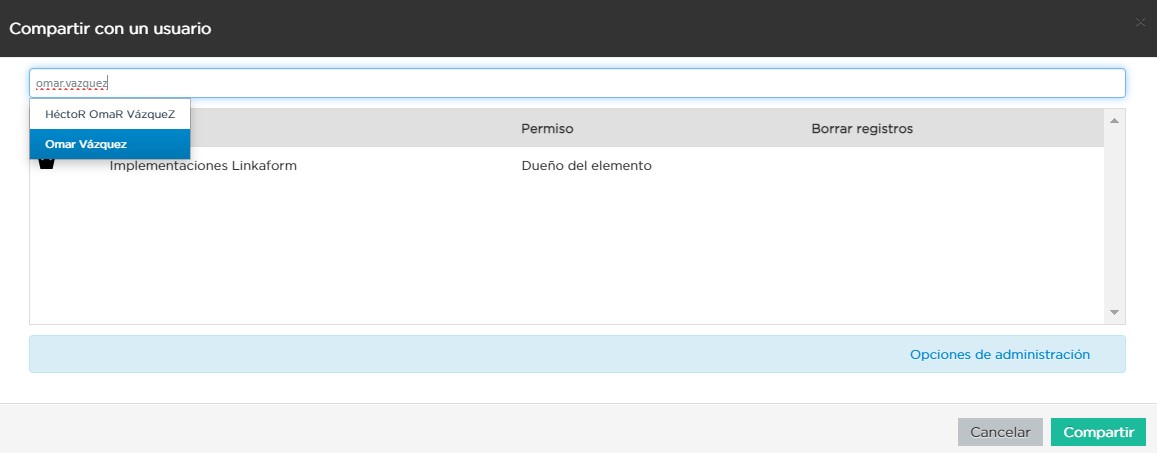 Compartir con un usuario
omar.vazquez
HéctoR OmaR VázqueZ
Omar Vázquez
Permiso
Borrar registros
Implementaciones Linkaform
Dueño del elemento
Opciones de administración
Cancelar
Compartir